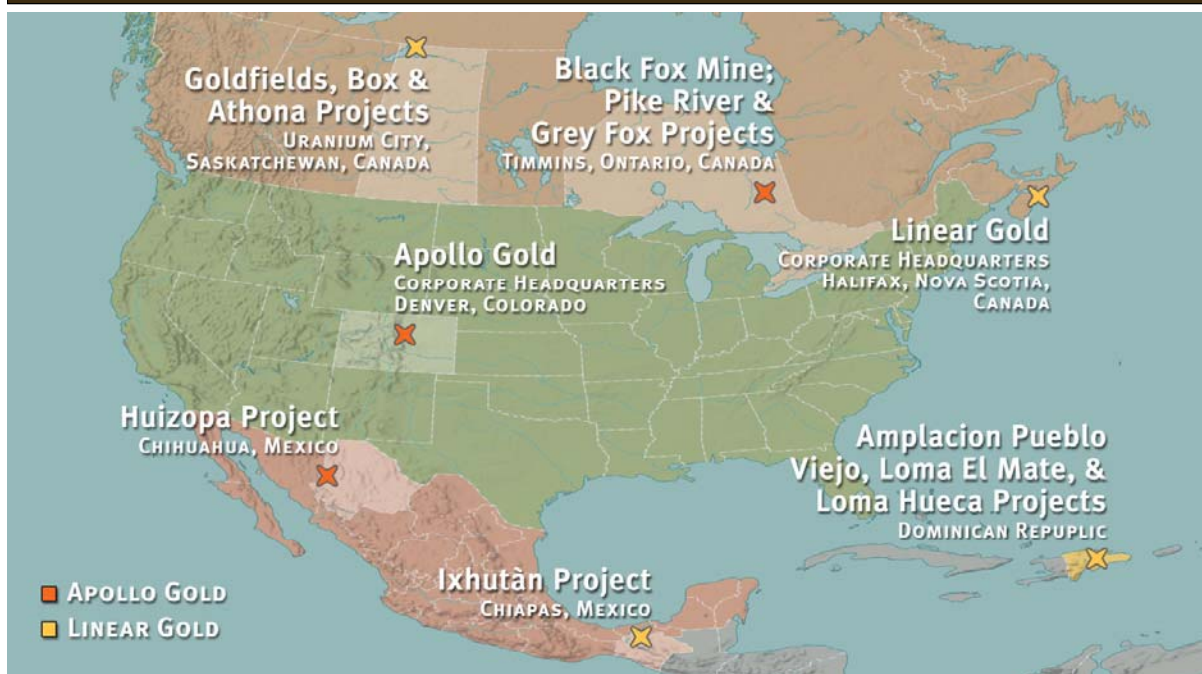 Goldfields, Box &
Athona Projects
Uranium City,
Saskatchewan, Canada
Black Fox Mine;
Pike River &
Grey Fox Projects
Timmins, Ontario, Canada
Linear Gold
Corporate Headquarters
Halifax, Nova Scotia,
Canada
Apollo Gold
Corporate Headquarters
Denver, Colorado
Huizopa Project
Chihuahua, Mexico
Amplacion Pueblo
Viejo, Loma El Mate, &
Loma Hueca Projects
Dominican Repuplic
Ixhutàn Project
Chiapas, Mexico
Apollo Gold
Linear Gold